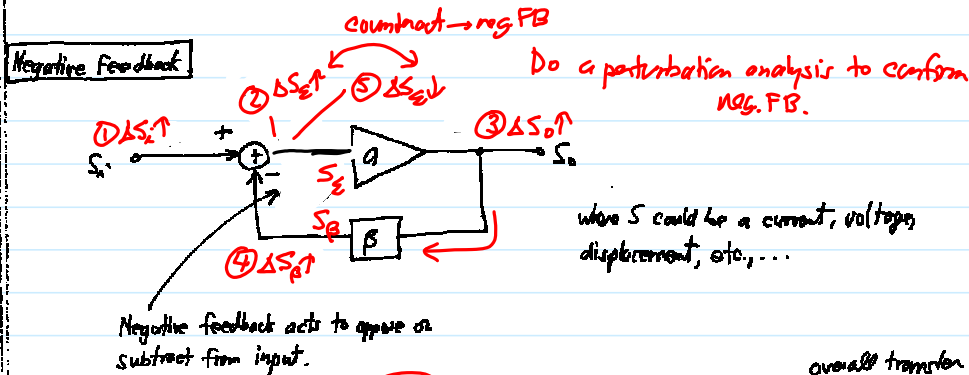 counteract → neg. FB
Negative Feedback
Do a perturbation analysis to confirm
neg. FB.
② ΔSε↑ ⑤ ΔSε↓
① ΔSi↑ + ③ ΔSo↑
Si + a So
−
Sε
Sβ β
④ ΔSβ↑
where S could be a current, voltage,
displacement, etc., ...
Negative feedback acts to oppose or
subtract from input.
overall transfer